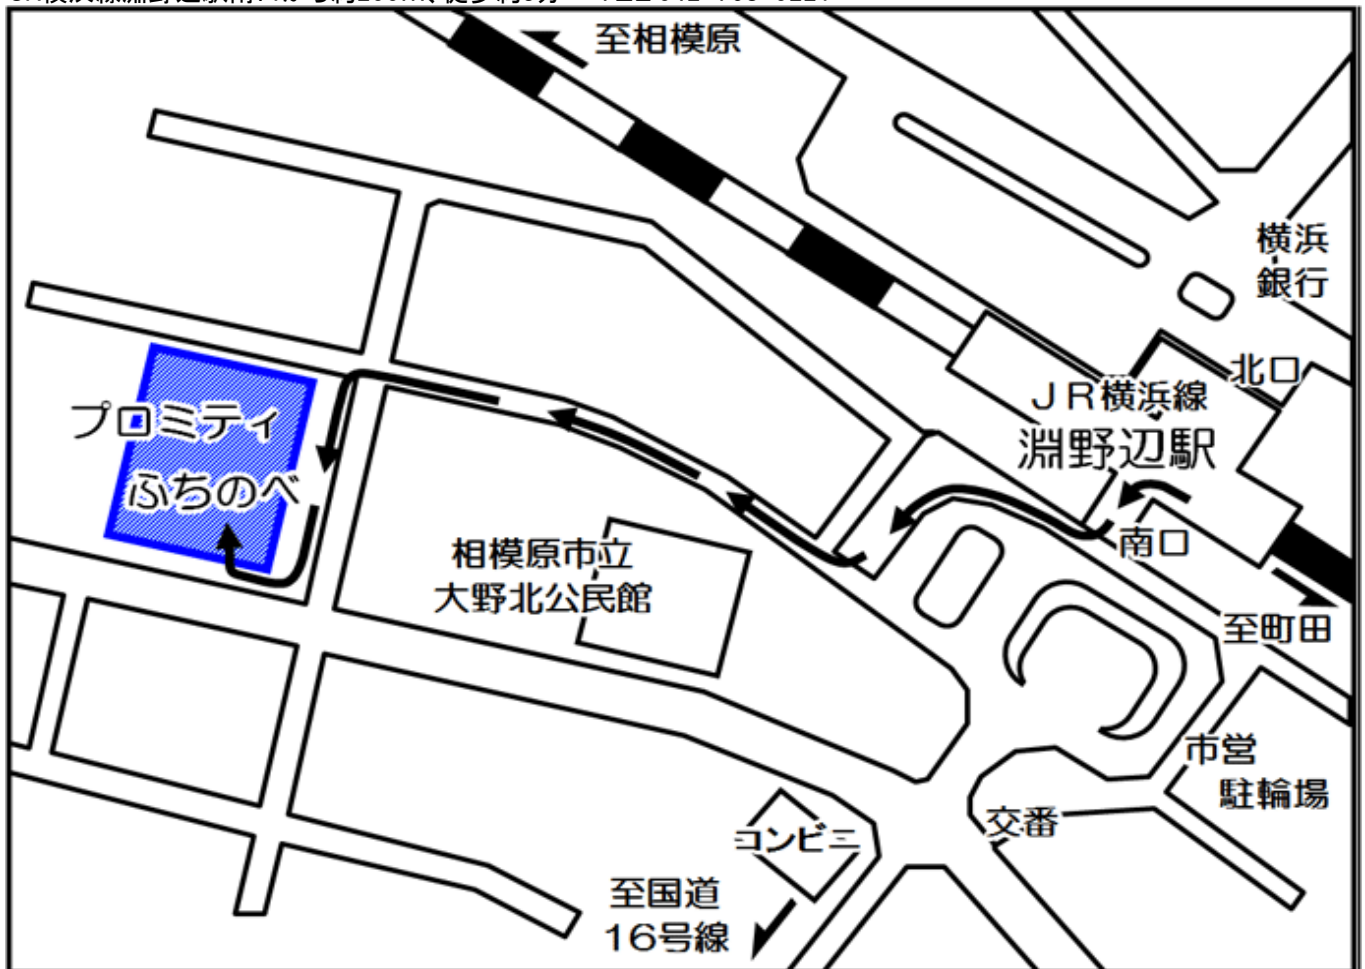 至相模原
横浜
銀行
北口
JR横浜線
淵野辺駅
プロミティ
ふちのべ
南口
相模原市立
大野北公民館
至町田
市営
駐輪場
交番
コンビニ
至国道
16号線